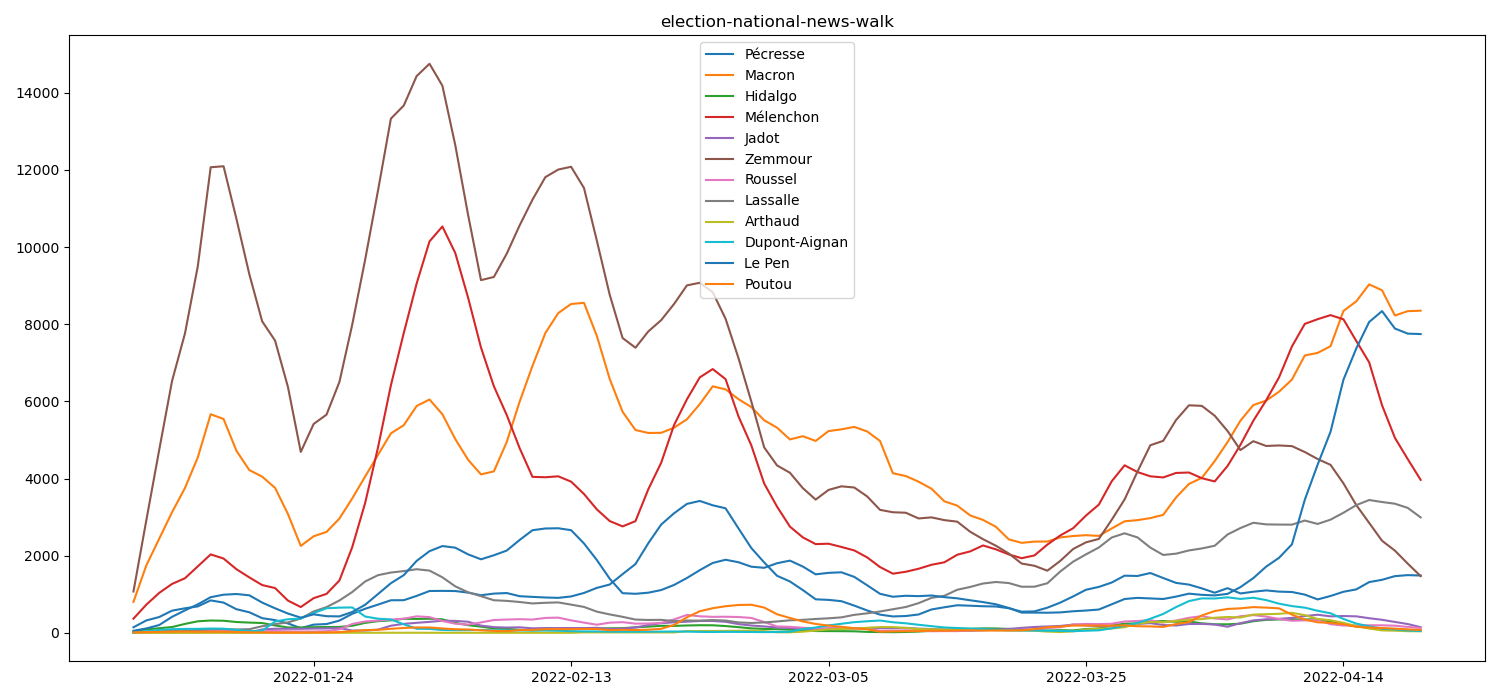 election-national-news-walk
Pécresse
Macron
Hidalgo
Mélenchon
Jadot
Zemmour
Roussel
Lassalle
Arthaud
Dupont-Aignan
Le Pen
Poutou
14000
12000
10000
8000
6000
4000
2000
0
2022-01-24
2022-02-13
2022-03-05
2022-03-25
2022-04-14